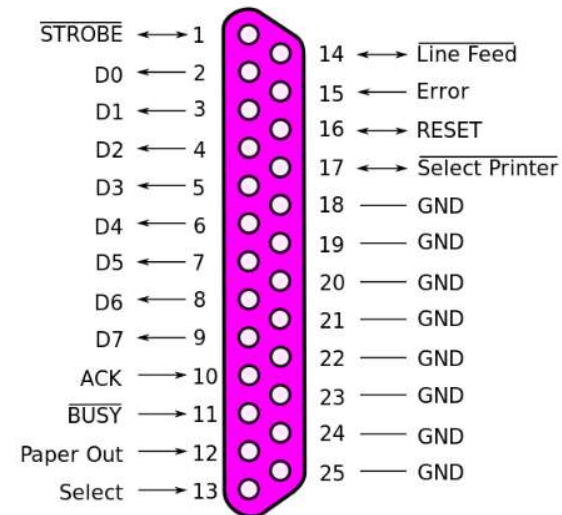 STROBE 1
D0 2
D1 3
D2 4
D3 5
D4 6
D5 7
D6 8
D7 9
ACK 10
BUSY 11
Paper Out 12
Select 13
14 Line Feed
15 Error
16 RESET
17 Select Printer
18 GND
19 GND
20 GND
21 GND
22 GND
23 GND
24 GND
25 GND